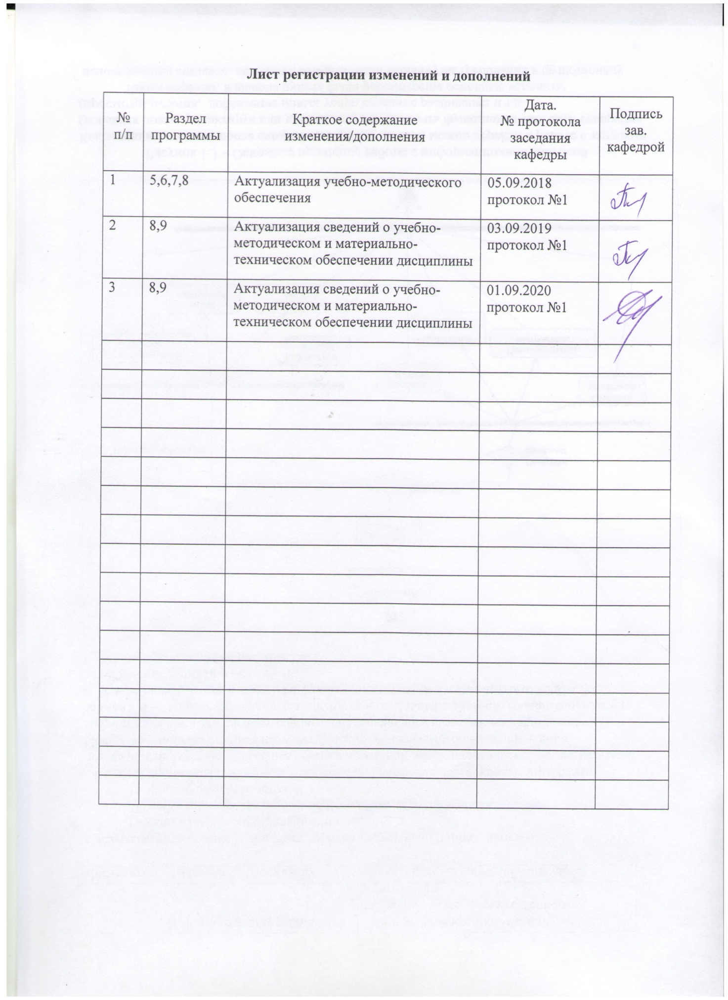 Лист регистрации изменений и дополнений
№ п/п
Раздел программы
Краткое содержание изменения/дополнения
Дата. № протокола заседания кафедры
Подпись зав. кафедрой
1
5,6,7,8
Актуализация учебно-методического
обеспечения
05.09.2018
протокол №1
2
8,9
Актуализация сведений о учебно-
методическом и материально-
техническом обеспечении дисциплины
03.09.2019
протокол №1
3
8,9
Актуализация сведений о учебно-
методическом и материально-
техническом обеспечении дисциплины
01.09.2020
протокол №1